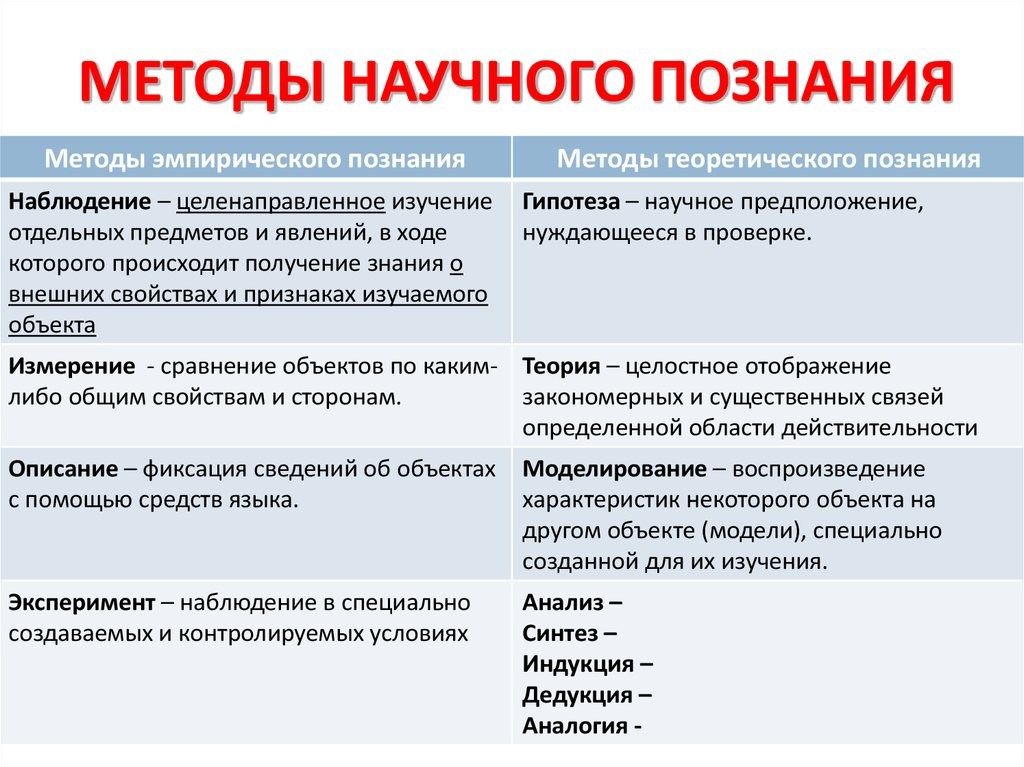 МЕТОДЫ НАУЧНОГО ПОЗНАНИЯ
Методы эмпирического познания
Методы теоретического познания
Наблюдение – целенаправленное изучение
отдельных предметов и явлений, в ходе
которого происходит получение знания о
внешних свойствах и признаках изучаемого
объекта
Гипотеза – научное предположение,
нуждающееся в проверке.
Измерение - сравнение объектов по каким-
либо общим свойствам и сторонам.
Теория – целостное отображение
закономерных и существенных связей
определенной области действительности
Описание – фиксация сведений об объектах
с помощью средств языка.
Моделирование – воспроизведение
характеристик некоторого объекта на
другом объекте (модели), специально
созданной для их изучения.
Эксперимент – наблюдение в специально
создаваемых и контролируемых условиях
Анализ –
Синтез –
Индукция –
Дедукция –
Аналогия -